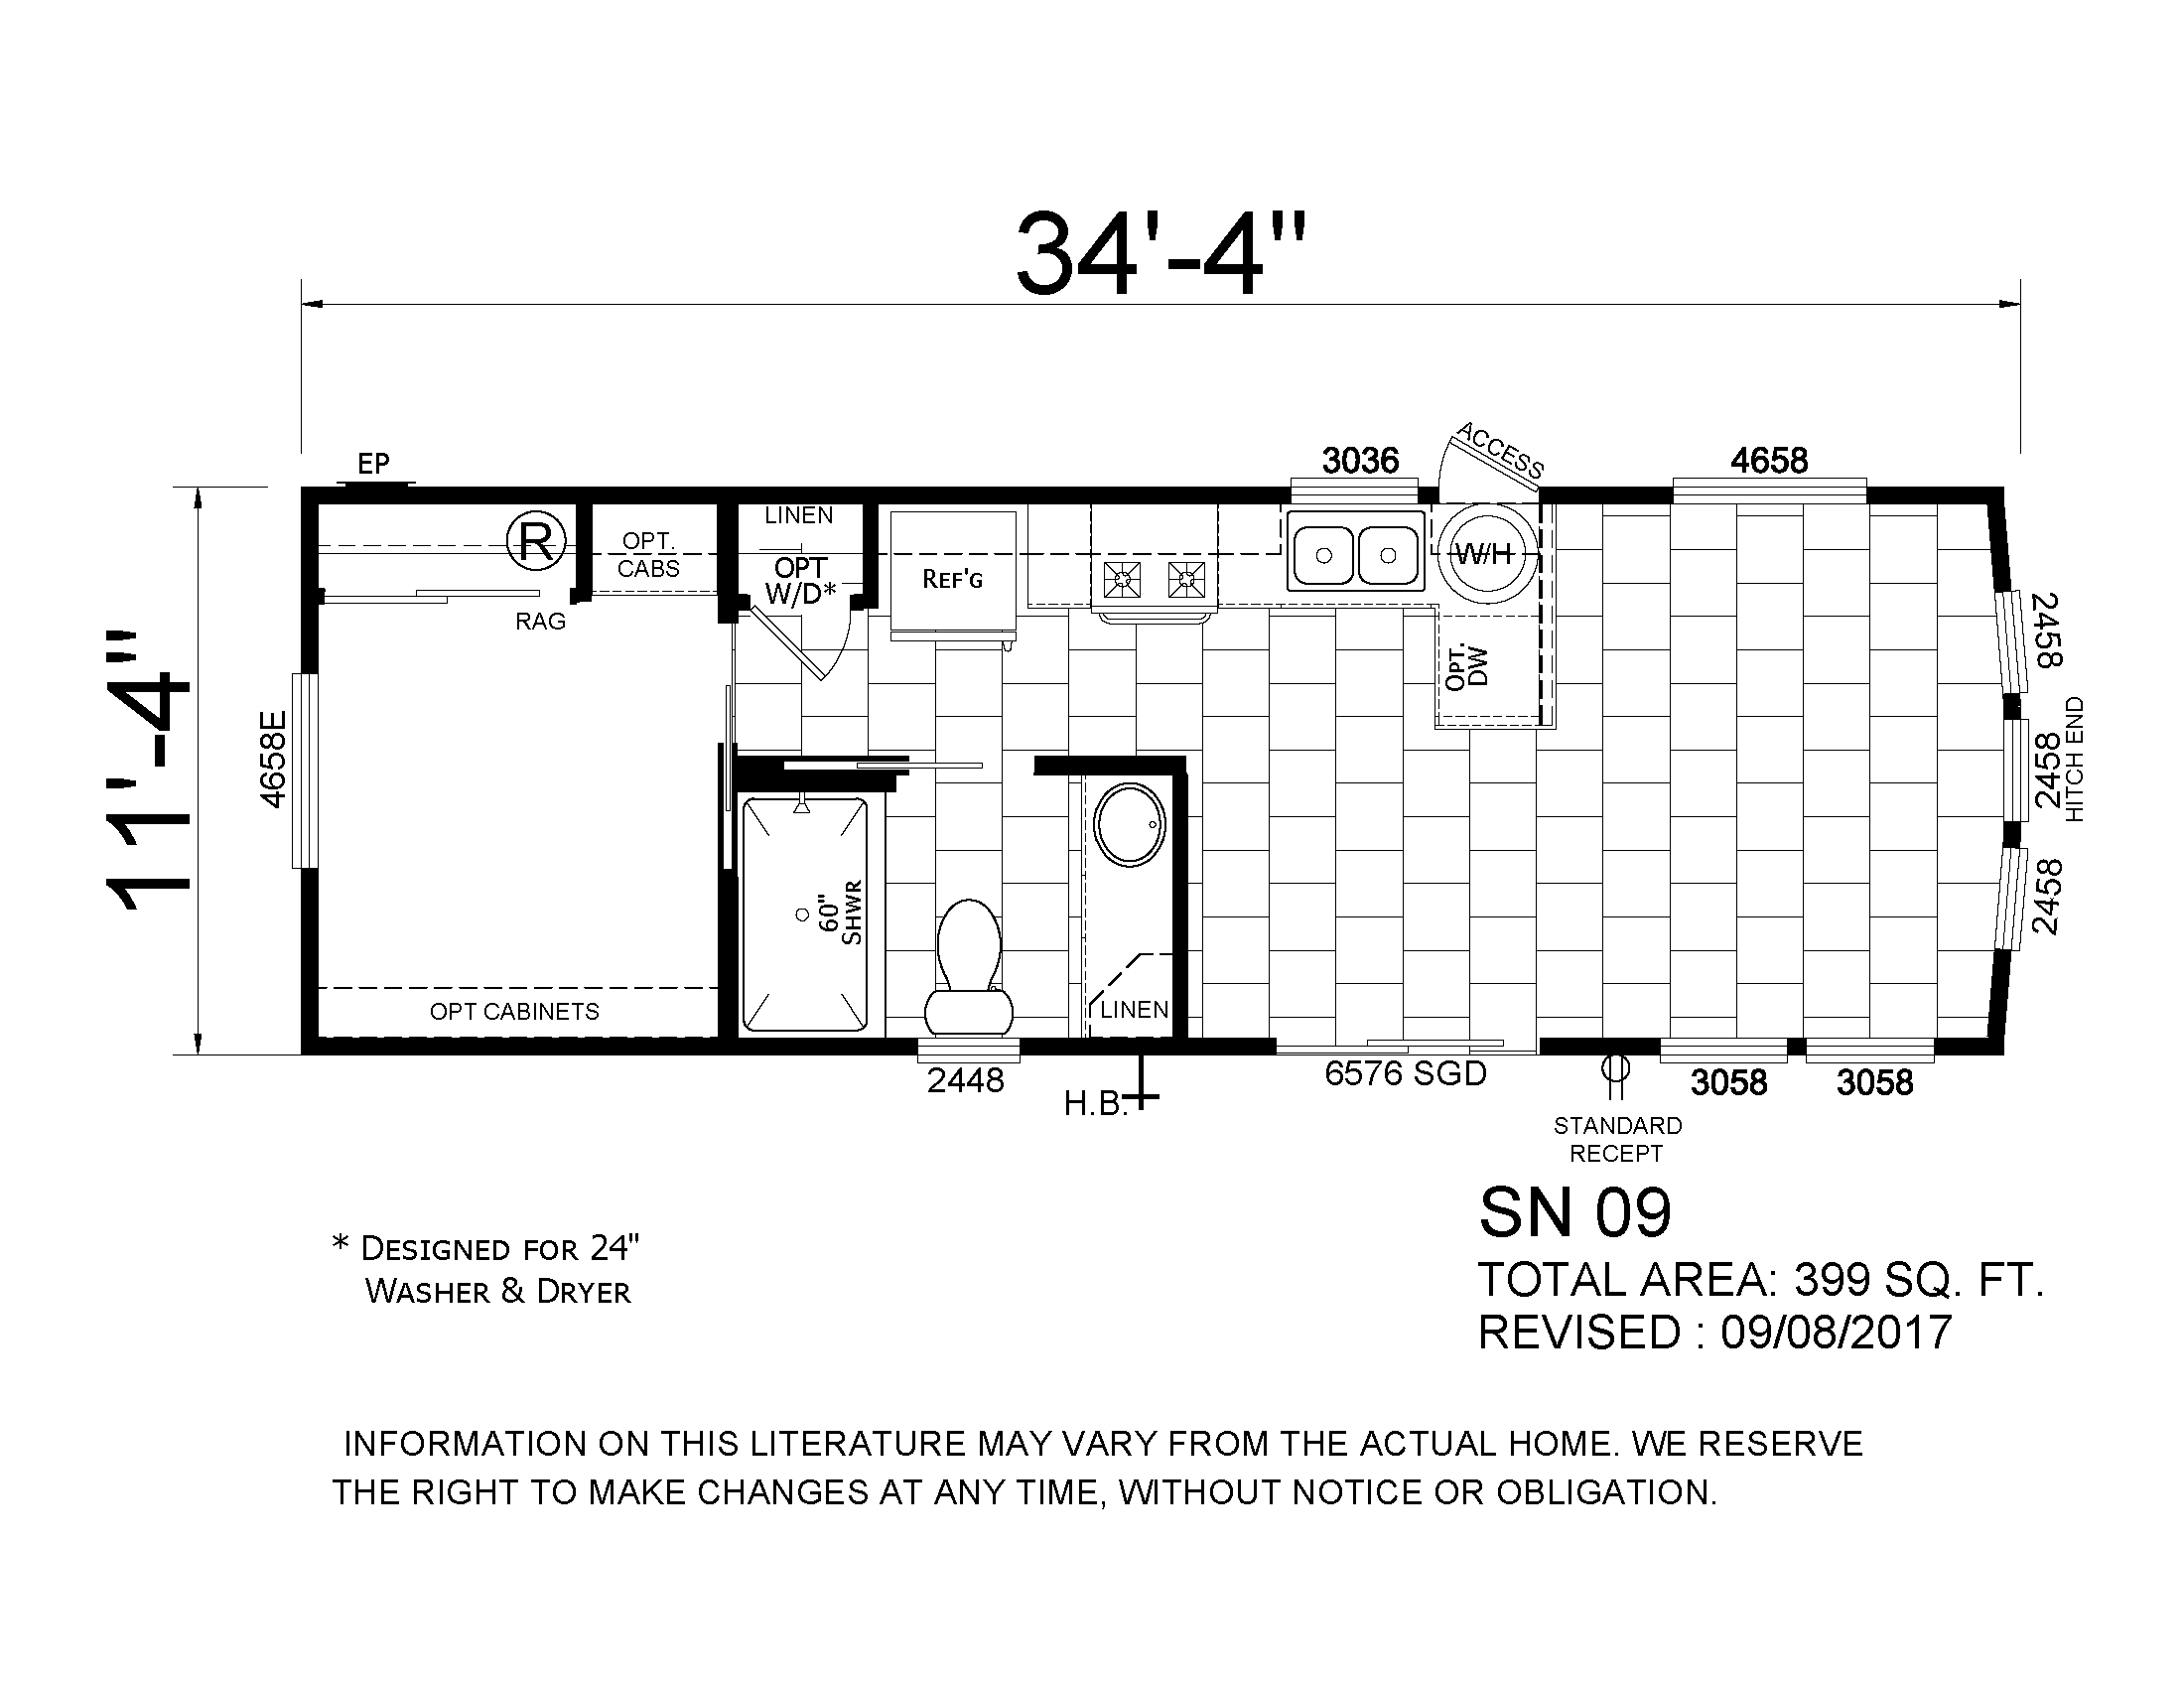 34'-4"
11'-4"
EP
3036
ACCESS
4658
R
OPT.
CABS
LINEN
OPT
W/D*
REF'G
W/H
RAG
OPT.
DW
2458
4658E
2458
HITCH END
2458
60"
SHWR
LINEN
OPT CABINETS
2448
H.B.
6576 SGD
3058
3058
STANDARD
RECEPT
SN 09
* DESIGNED FOR 24"
WASHER & DRYER
TOTAL AREA: 399 SQ. FT.
REVISED : 09/08/2017
INFORMATION ON THIS LITERATURE MAY VARY FROM THE ACTUAL HOME. WE RESERVE
THE RIGHT TO MAKE CHANGES AT ANY TIME, WITHOUT NOTICE OR OBLIGATION.